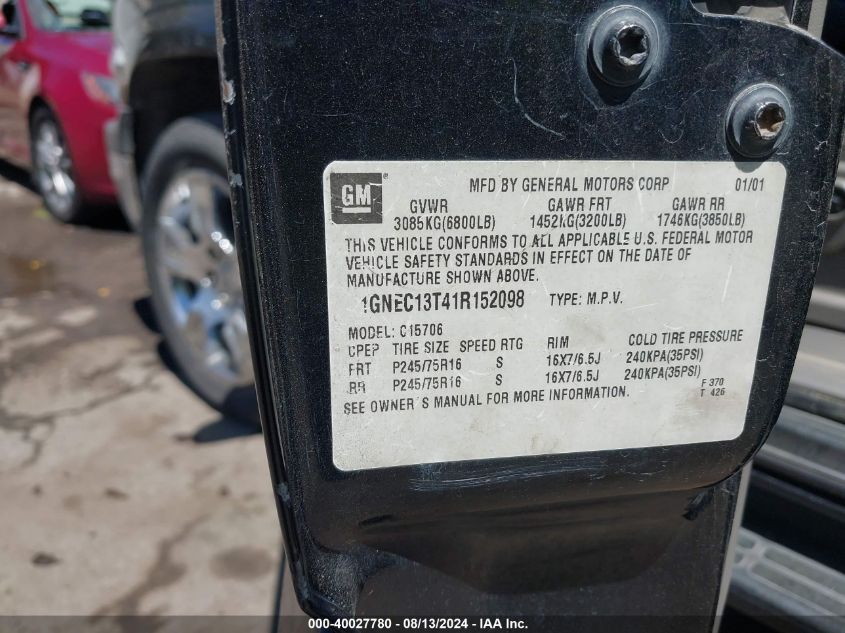 GM
MFD BY GENERAL MOTORS CORP 01/01
GVWR GAWR FRT GAWR RR
3085KG(6800LB) 1452KG(3200LB) 1746KG(3850LB)
THIS VEHICLE CONFORMS TO ALL APPLICABLE U.S. FEDERAL MOTOR
VEHICLE SAFETY STANDARDS IN EFFECT ON THE DATE OF
MANUFACTURE SHOWN ABOVE.
1GNEC13T41R152098 TYPE: M.P.V.
MODEL: C15706
TIRE SIZE SPEED RTG RIM COLD TIRE PRESSURE
FRT P245/75R16 S 16X7/6.5J 240KPA(35PSI)
RR P245/75R16 S 16X7/6.5J 240KPA(35PSI)
SEE OWNER'S MANUAL FOR MORE INFORMATION.
F 370
T 426
000-40027780 - 08/13/2024 - IAA Inc.